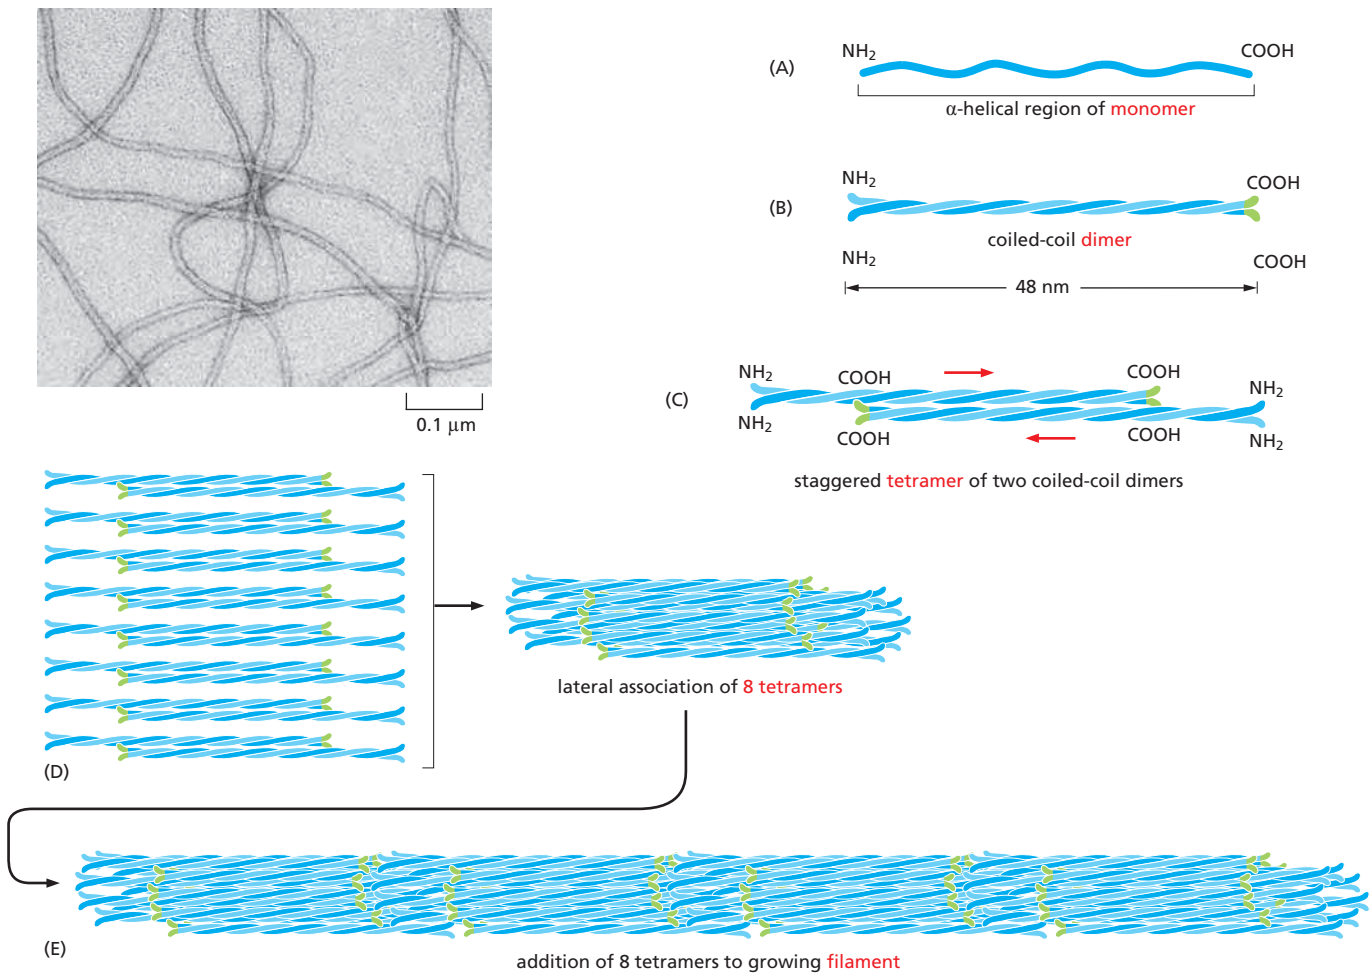 0.1 μm
(A)
NH2
COOH
α-helical region of monomer
(B)
NH2
COOH
coiled-coil dimer
NH2
COOH
48 nm
(C)
NH2
COOH
COOH
NH2
NH2
COOH
COOH
NH2
staggered tetramer of two coiled-coil dimers
(D)
lateral association of 8 tetramers
(E)
addition of 8 tetramers to growing filament